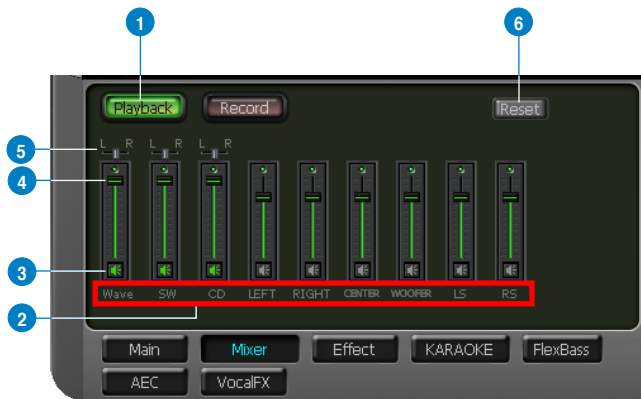 1
6
Playback Record Reset
5 L R L R L R
4
3
Wave SW CD LEFT RIGHT CENTER WOOFER LS RS
2
Main Mixer Effect KARAOKE FlexBass
AEC VocalFX